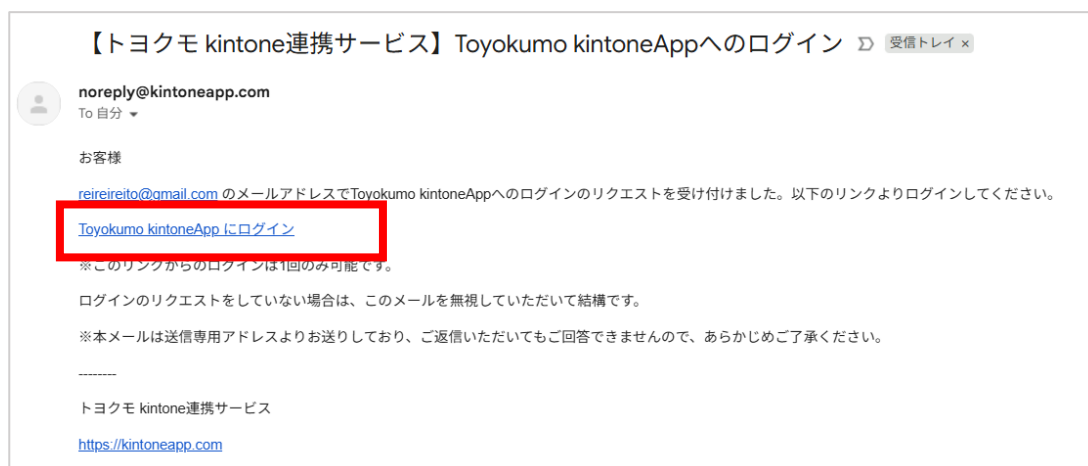 【トヨクモ kintone連携サービス】Toyokumo kintoneAppへのログイン 受信トレイ ×
noreply@kintoneapp.com
To 自分
お客様
reireireito@gmail.com のメールアドレスでToyokumo kintoneAppへのログインのリクエストを受け付けました。以下のリンクよりログインしてください。
Toyokumo kintoneApp にログイン
※このリンクからのログインは1回のみ可能です。
ログインのリクエストをしていない場合は、このメールを無視していただいて結構です。
※本メールは送信専用アドレスよりお送りしており、ご返信いただいてもご回答できませんので、あらかじめご了承ください。
--------
トヨクモ kintone連携サービス
https://kintoneapp.com